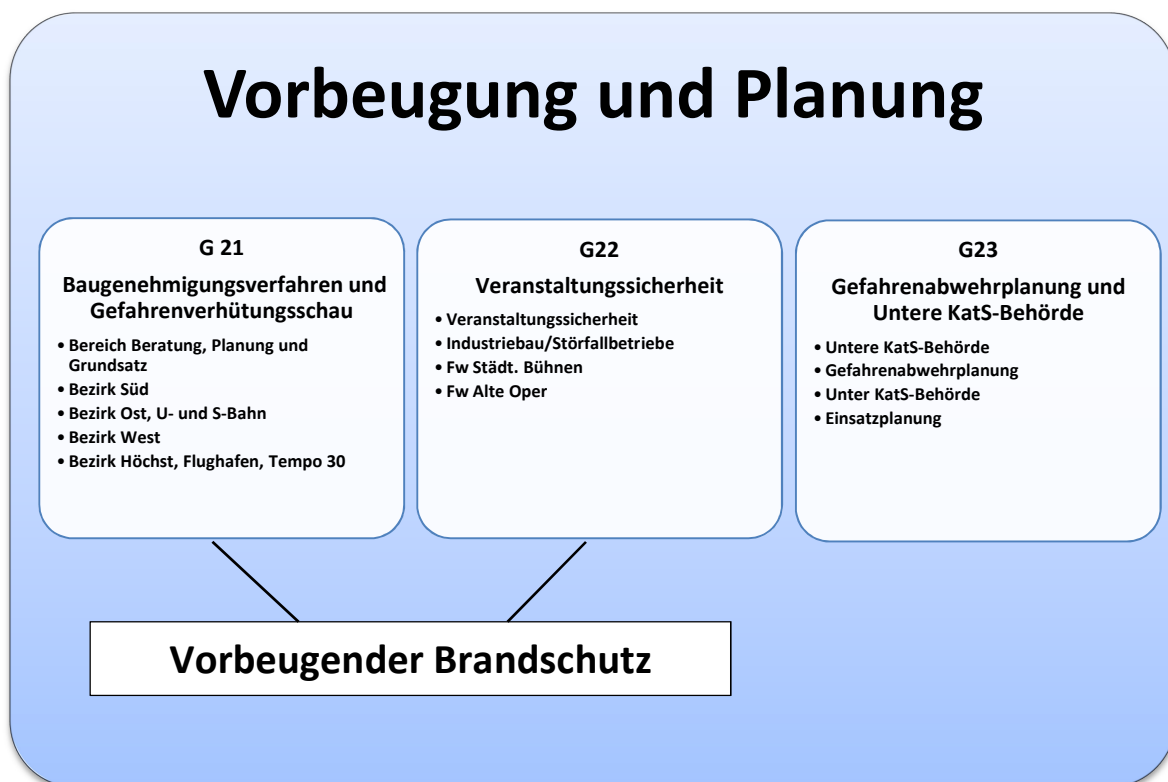 Vorbeugung und Planung
G 21
Baugenehmigungsverfahren und
Gefahrenverhütungsschau
• Bereich Beratung, Planung und
Grundsatz
• Bezirk Süd
• Bezirk Ost, U- und S-Bahn
• Bezirk West
• Bezirk Höchst, Flughafen, Tempo 30
G22
Veranstaltungssicherheit
• Veranstaltungssicherheit
• Industriebau/Störfallbetriebe
• Fw Städt. Bühnen
• Fw Alte Oper
G23
Gefahrenabwehrplanung und
Untere KatS-Behörde
• Untere KatS-Behörde
• Gefahrenabwehrplanung
• Unter KatS-Behörde
• Einsatzplanung
Vorbeugender Brandschutz